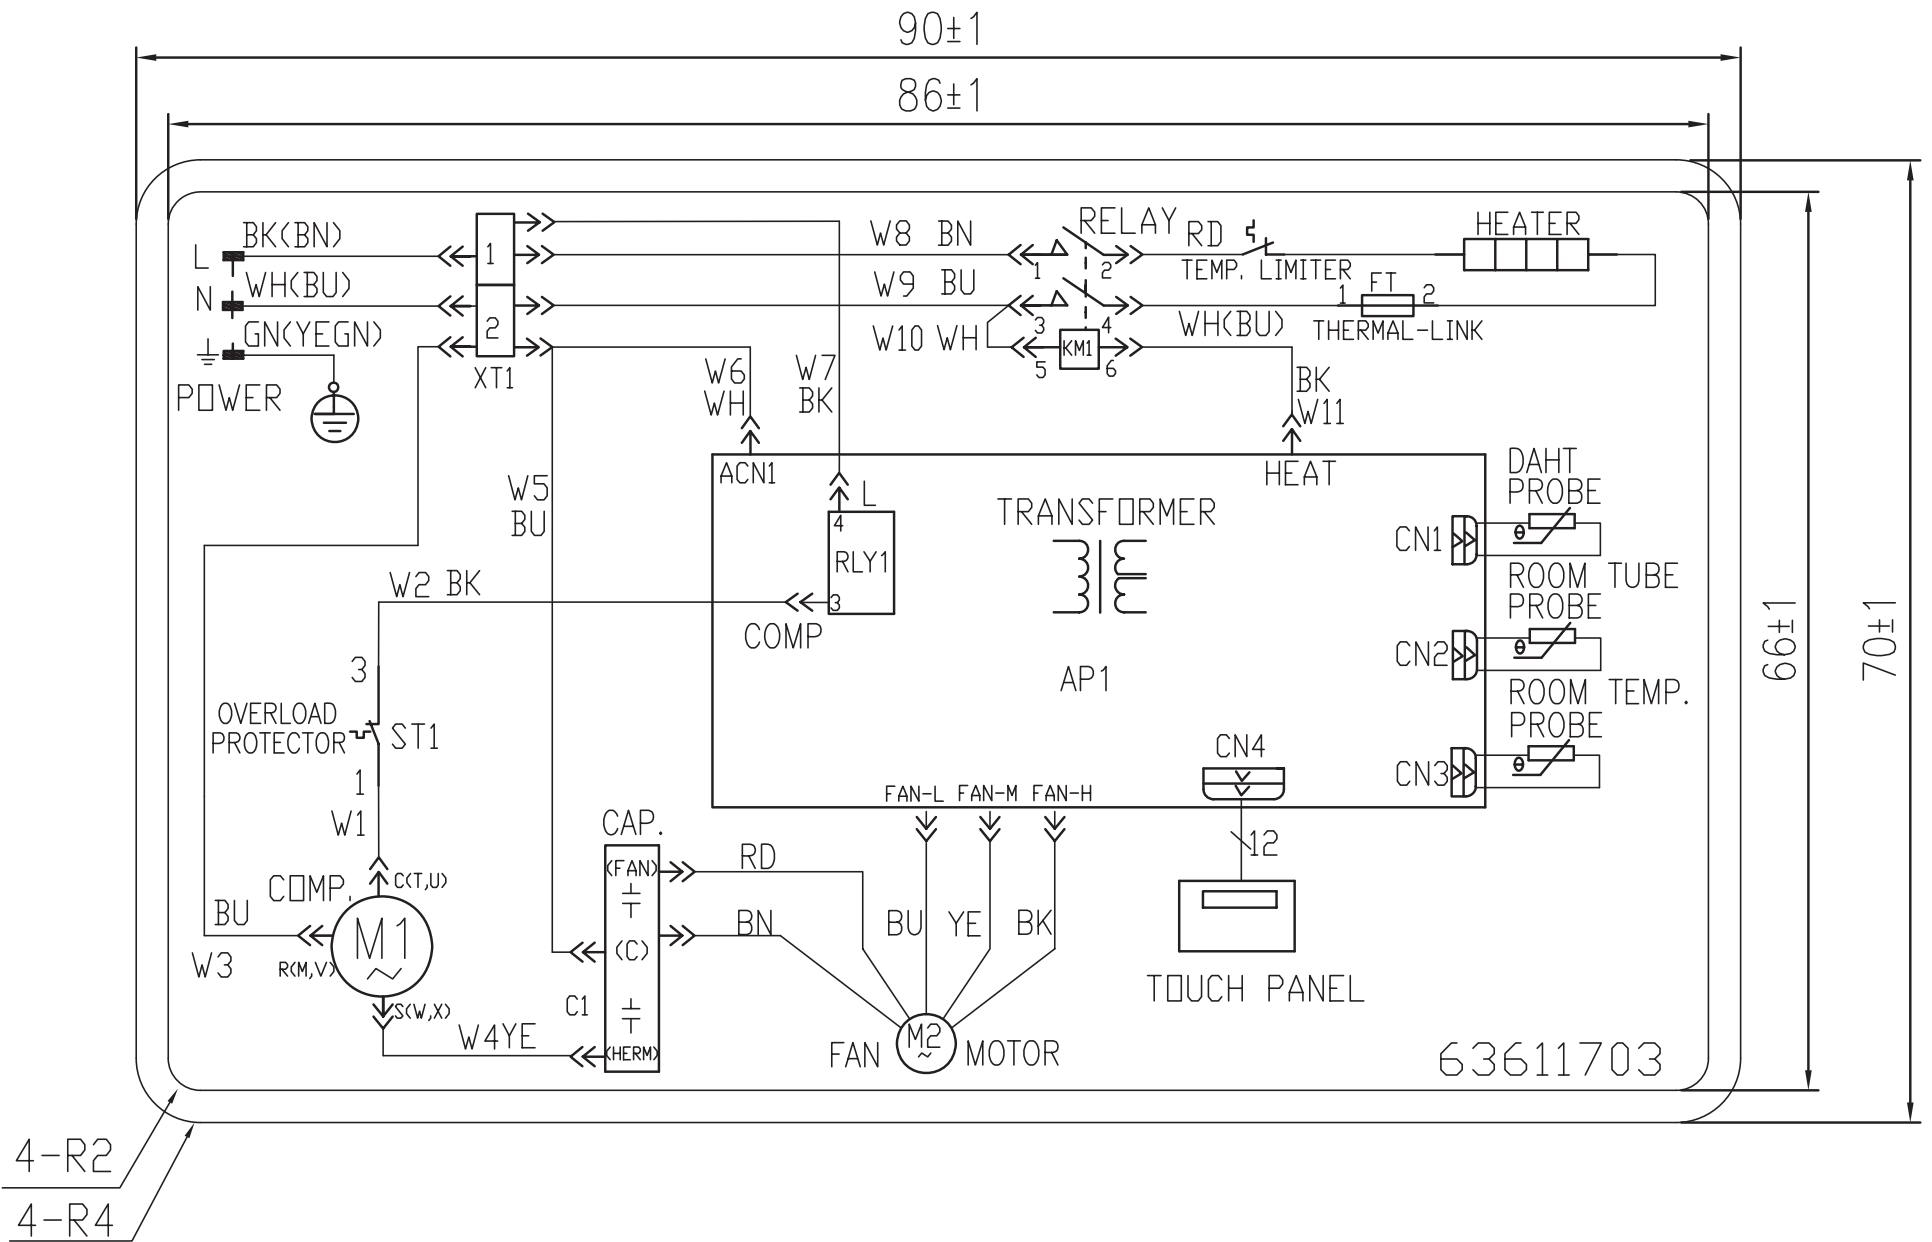 90±1
86±1
BK(BN)
L
WH(BU)
N
GN(YEGN)
POWER
1
2
XT1
W8 BN
W9 BU
W10 WH
RELAY
1
2
3
4
5
6
KM1
RD
TEMP. LIMITER
HEATER
FT
1
2
THERMAL-LINK
WH(BU)
W6
WH
W7
BK
BK
W11
ACN1
L
4
RLY1
3
COMP
HEAT
TRANSFORMER
AP1
W5
BU
W2 BK
3
OVERLOAD
PROTECTOR
ST1
1
W1
COMP.
C(T,U)
BU
W3
M1
~
R(M,V)
S(W,X)
W4YE
CAP.
(FAN)
(C)
C1
(HERM)
RD
BN
FAN-L FAN-M FAN-H
BU
YE
BK
FAN
M2
~
MOTOR
CN4
12
TOUCH PANEL
DAHT
PROBE
CN1
θ
ROOM TUBE
PROBE
CN2
θ
ROOM TEMP.
PROBE
CN3
θ
63611703
66±1
70±1
4-R2
4-R4